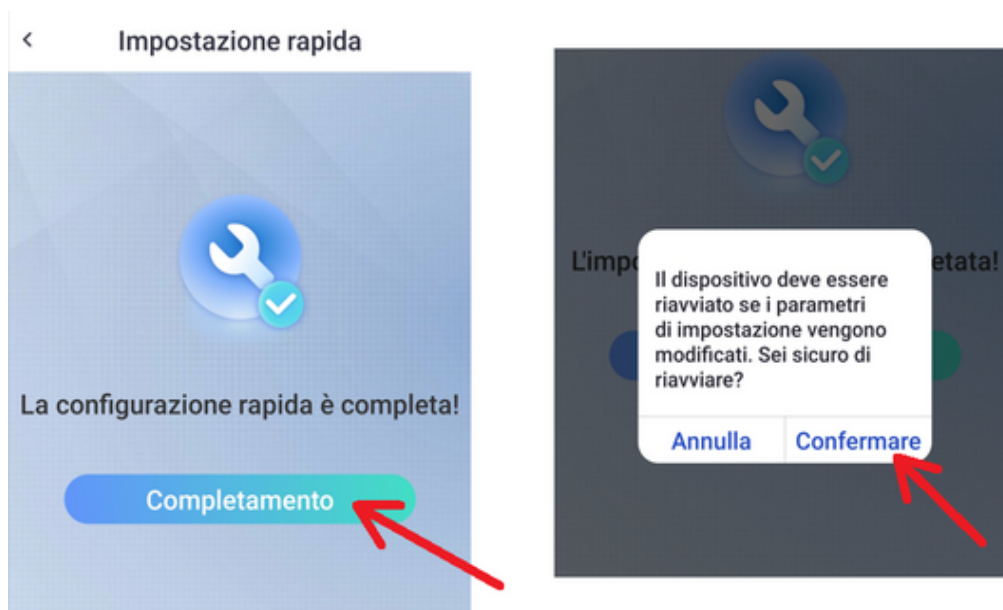 Impostazione rapida
La configurazione rapida è completa!
Completamento
L'impo
etata!
Il dispositivo deve essere
riavviato se i parametri
di impostazione vengono
modificati. Sei sicuro di
riavviare?
Annulla Confermare